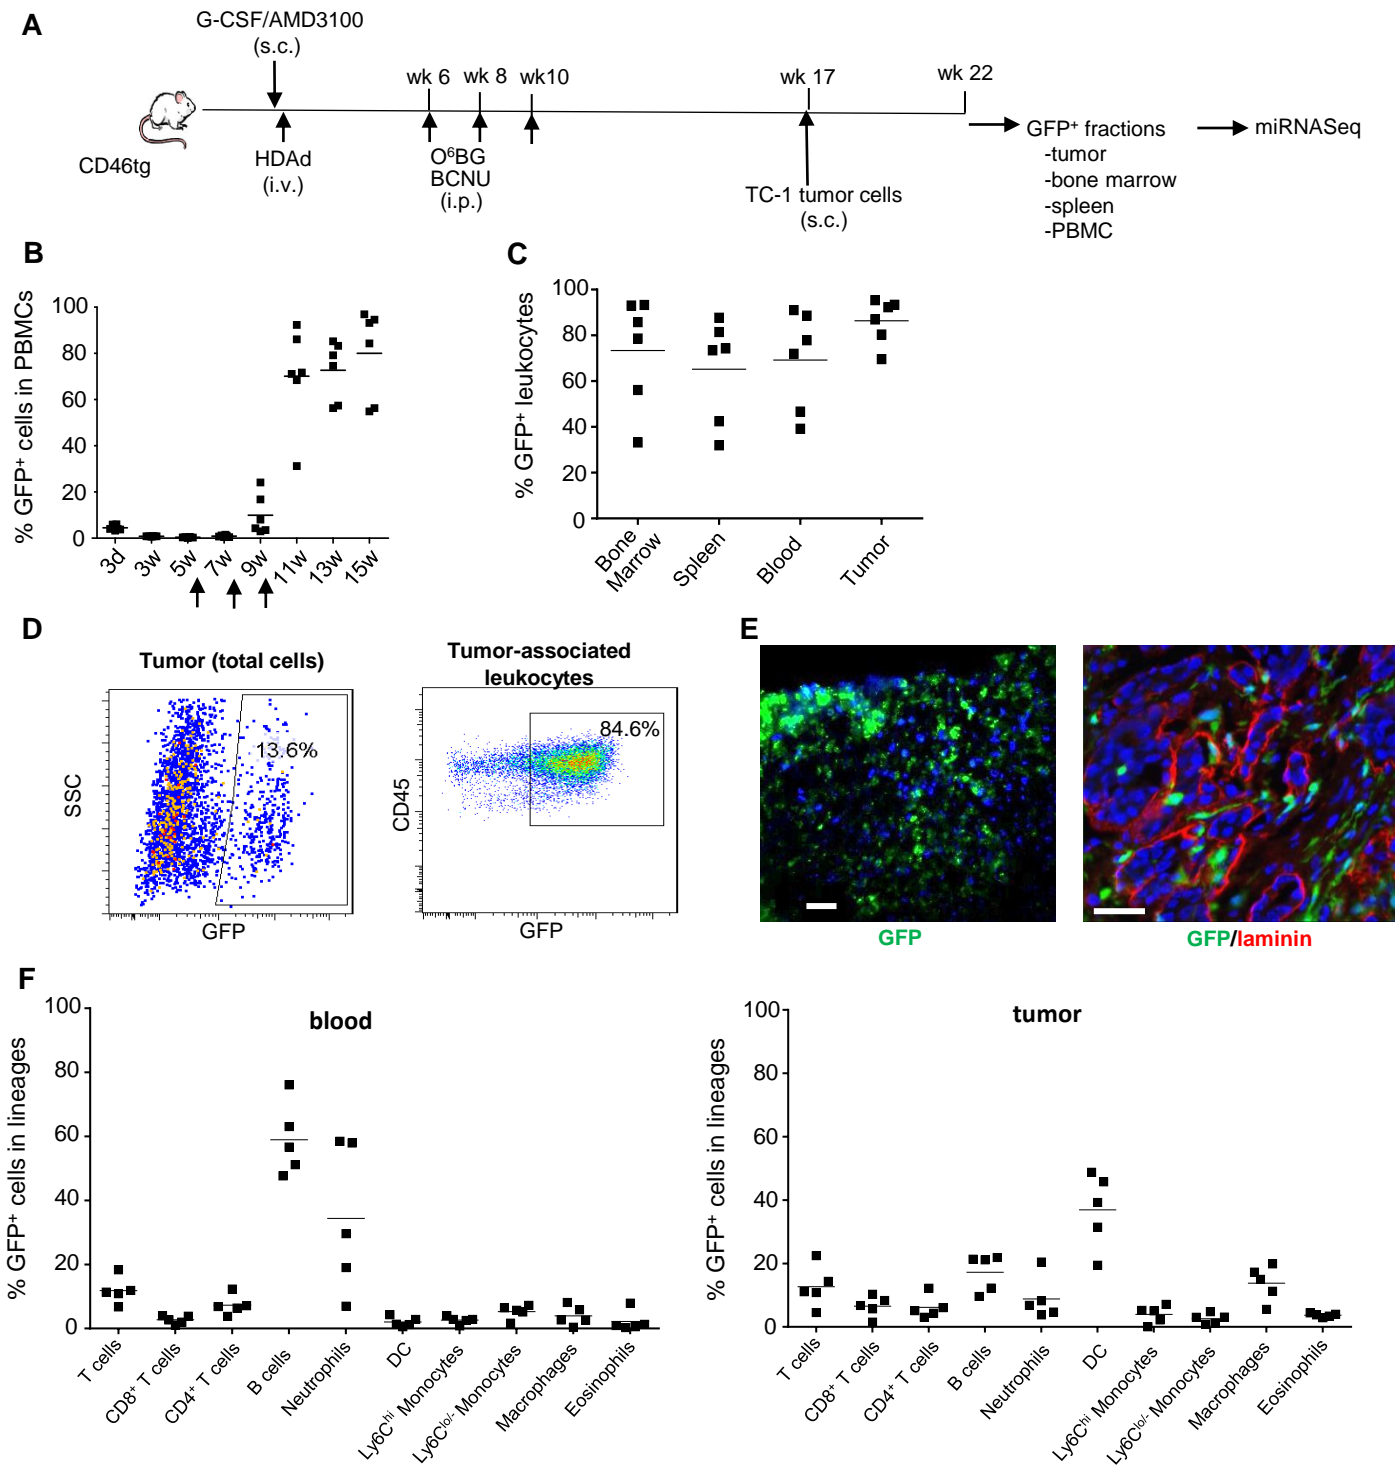 A
G-CSF/AMD3100
(s.c.)
wk 6
wk 8
wk10
wk 17
wk 22
CD46tg
HDAd
(i.v.)
O⁶BG
BCNU
(i.p.)
TC-1 tumor cells
(s.c.)
GFP⁺ fractions
-tumor
-bone marrow
-spleen
-PBMC
miRNASeq
B
% GFP⁺ cells in PBMCs
100
80
60
40
20
0
3d
3w
5w
7w
9w
11w
13w
15w
C
% GFP⁺ leukocytes
100
80
60
40
20
0
Bone
Marrow
Spleen
Blood
Tumor
D
Tumor (total cells)
13.6%
SSC
GFP
Tumor-associated
leukocytes
84.6%
CD45
GFP
E
GFP
GFP/laminin
F
blood
% GFP⁺ cells in lineages
100
80
60
40
20
0
T cells
CD8⁺ T cells
CD4⁺ T cells
B cells
Neutrophils
DC
Ly6Cʰⁱ Monocytes
Ly6Cˡᵒ/⁻ Monocytes
Macrophages
Eosinophils
tumor
% GFP⁺ cells in lineages
100
80
60
40
20
0
T cells
CD8⁺ T cells
CD4⁺ T cells
B cells
Neutrophils
DC
Ly6Cʰⁱ Monocytes
Ly6Cˡᵒ/⁻ Monocytes
Macrophages
Eosinophils